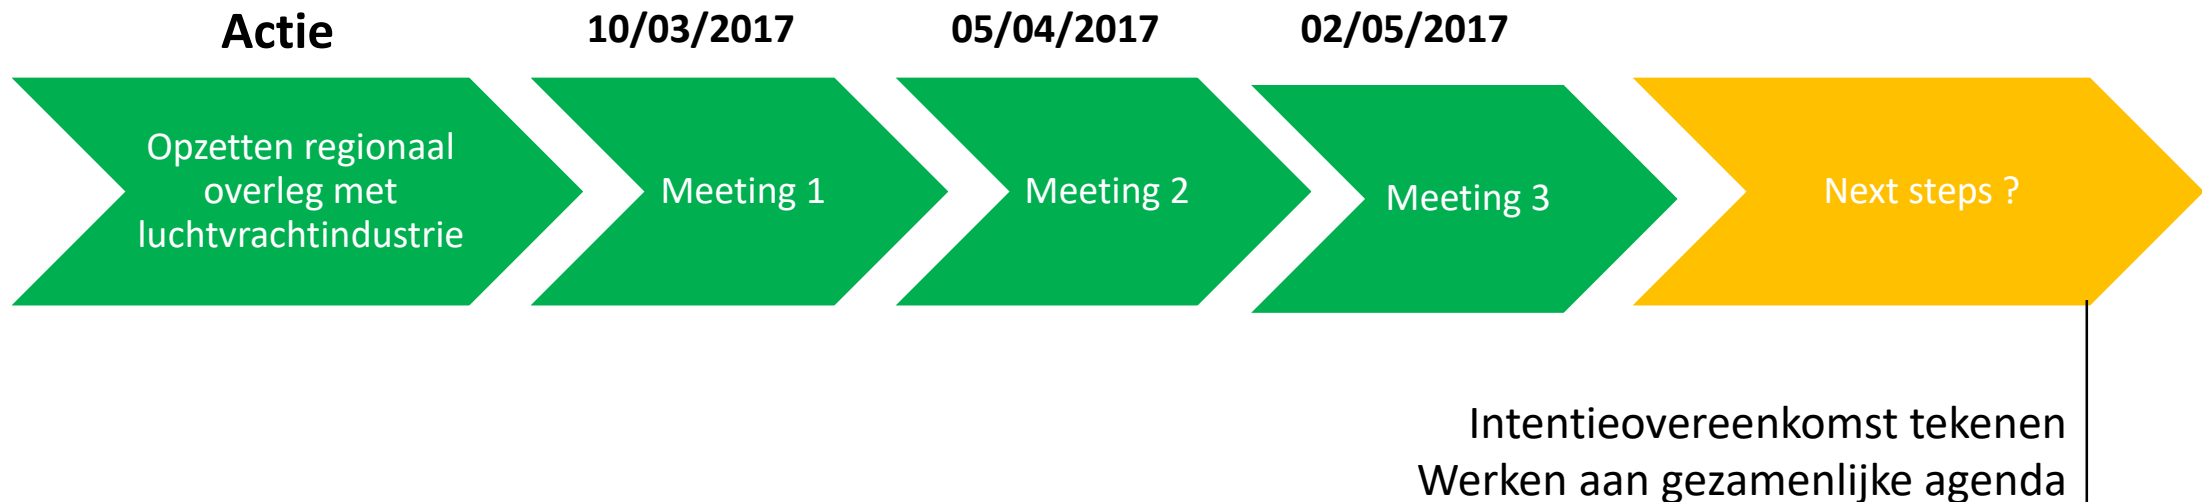 Actie
10/03/2017
05/04/2017
02/05/2017
Opzetten regionaal
overleg met
luchtvrachtindustrie
Meeting 1
Meeting 2
Meeting 3
Next steps ?
Intentieovereenkomst tekenen
Werken aan gezamenlijke agenda